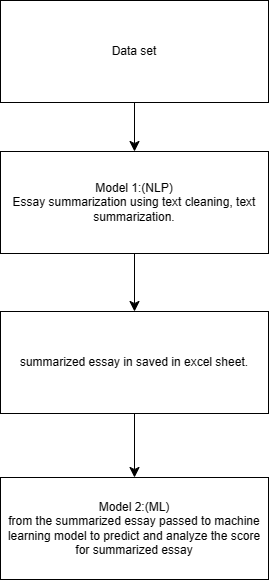 Data set
Model 1:(NLP)
Essay summarization using text cleaning, text
summarization.
summarized essay in saved in excel sheet.
Model 2:(ML)
from the summarized essay passed to machine
learning model to predict and analyze the score
for summarized essay